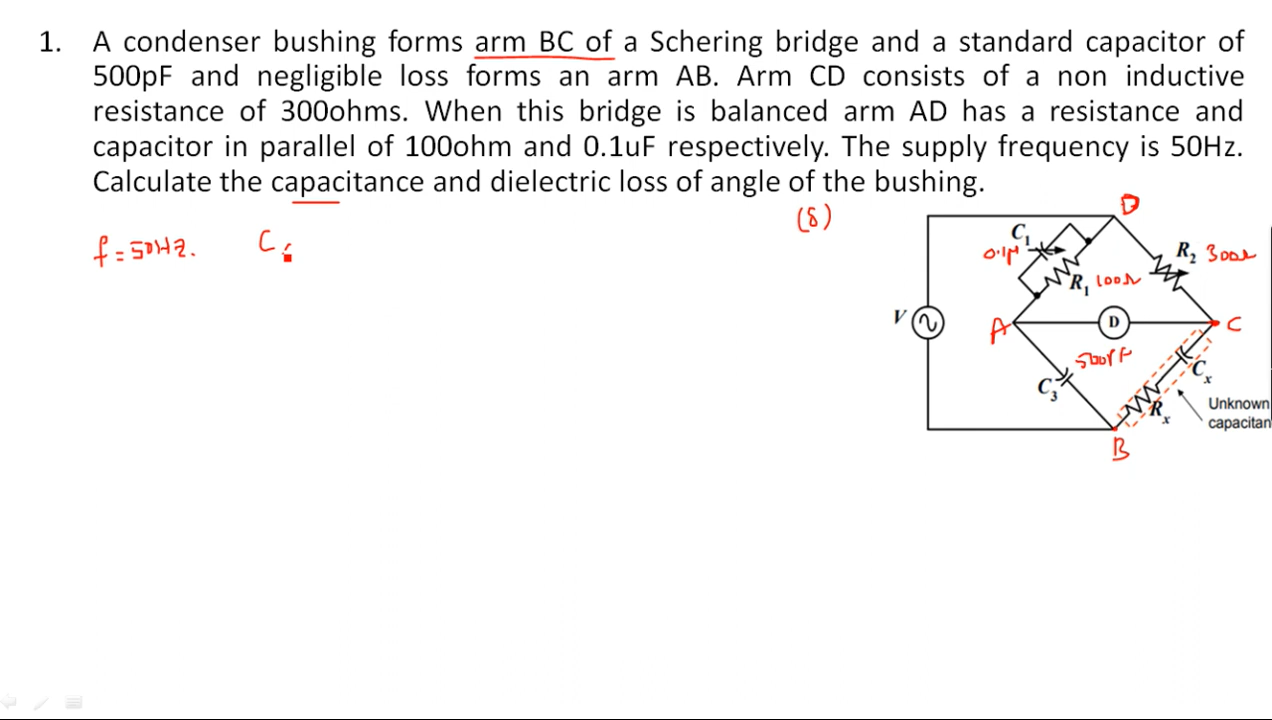 1. A condenser bushing forms arm BC of a Schering bridge and a standard capacitor of
500pF and negligible loss forms an arm AB. Arm CD consists of a non inductive
resistance of 300ohms. When this bridge is balanced arm AD has a resistance and
capacitor in parallel of 100ohm and 0.1uF respectively. The supply frequency is 50Hz.
Calculate the capacitance and dielectric loss of angle of the bushing.
(δ)
f = 50Hz.
C
D
C1
0.1μ
R1 100Ω
R2 300Ω
V
A
D
C
500PF
C3
Cx
Rx
Unknown
capacitan
B